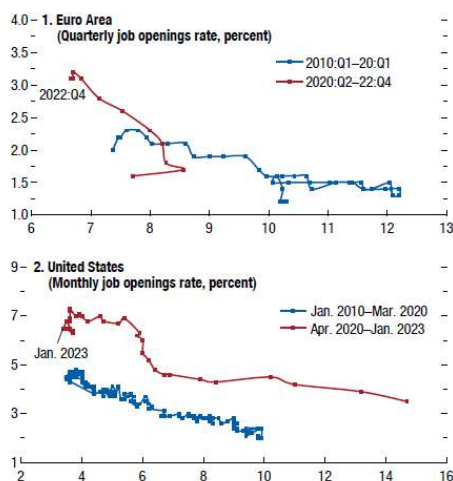 1. Euro Area
(Quarterly job openings rate, percent)
4.0
3.5
3.0
2.5
2.0
1.5
1.0
2010:Q1–20:Q1
2020:Q2–22:Q4
2022:Q4
6 7 8 9 10 11 12 13
2. United States
(Monthly job openings rate, percent)
9
7
5
3
1
Jan. 2010–Mar. 2020
Apr. 2020–Jan. 2023
Jan. 2023
2 4 6 8 10 12 14 16